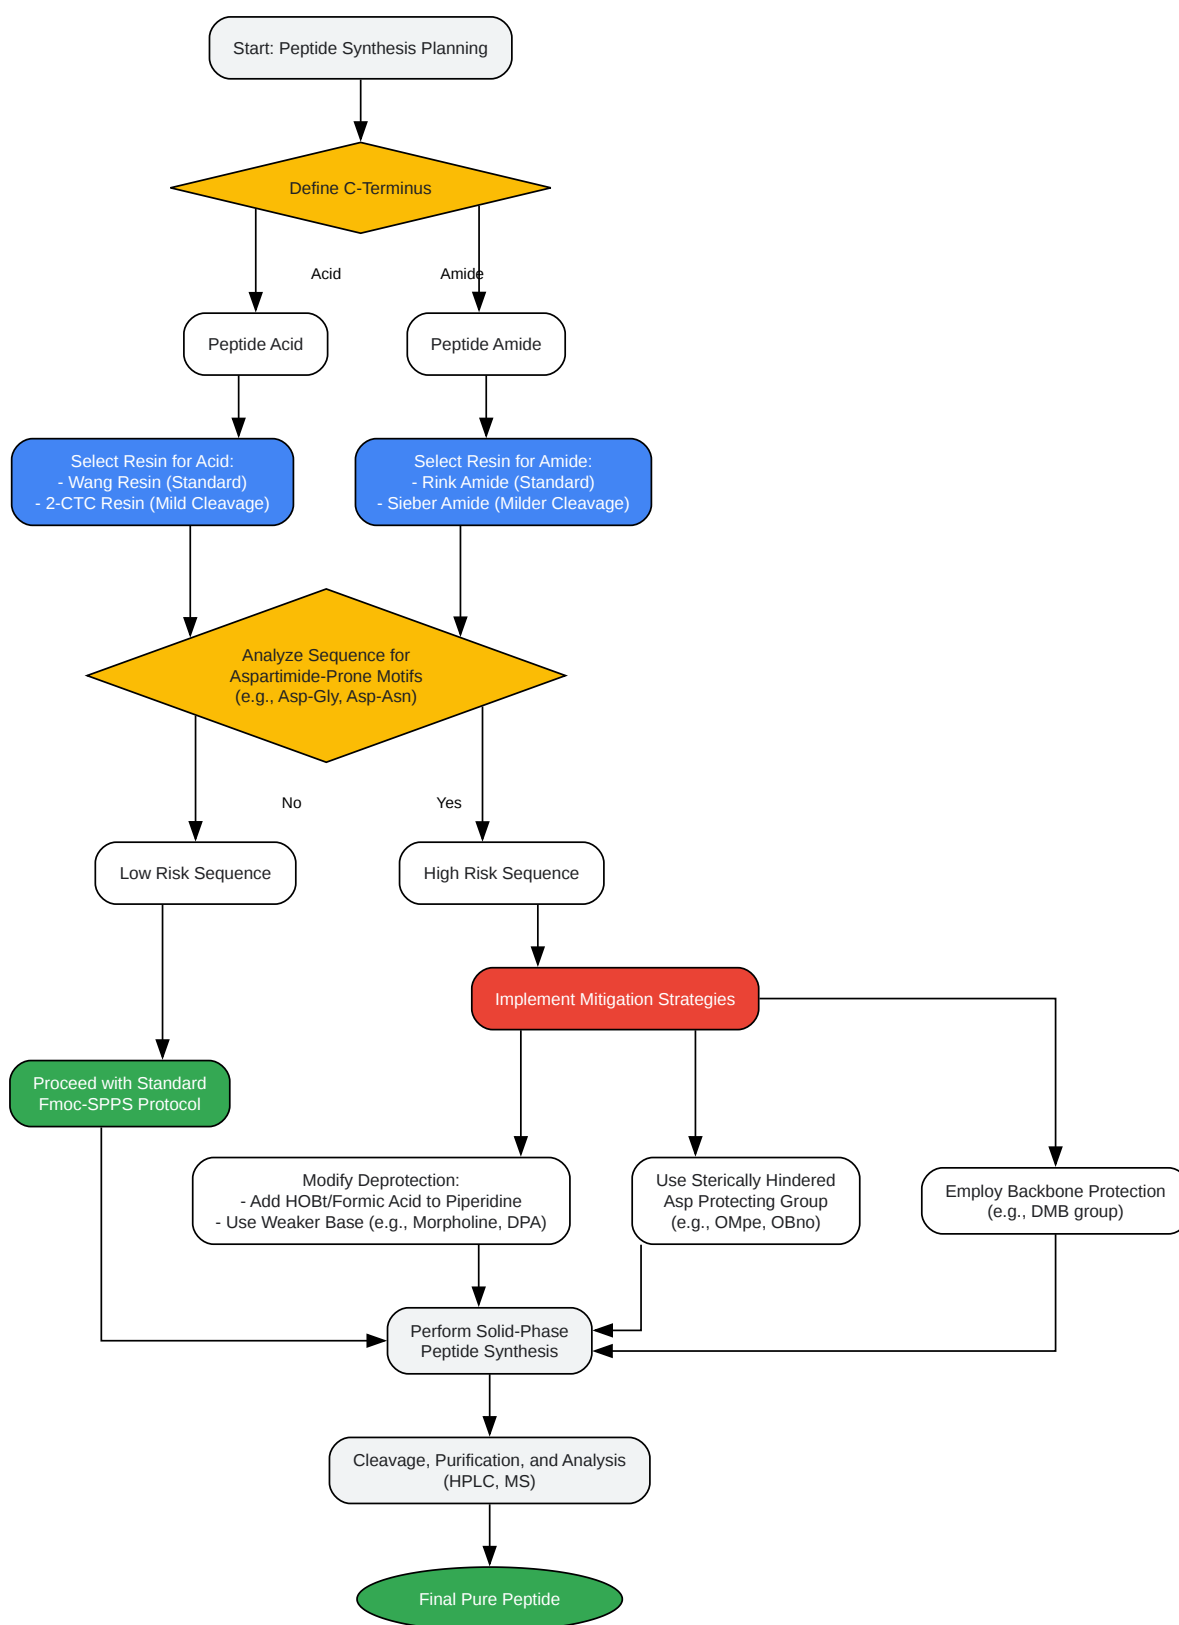 Start: Peptide Synthesis Planning
Define C-Terminus
Acid
Amide
Peptide Acid
Peptide Amide
Select Resin for Acid:
- Wang Resin (Standard)
- 2-CTC Resin (Mild Cleavage)
Select Resin for Amide:
- Rink Amide (Standard)
- Sieber Amide (Milder Cleavage)
Analyze Sequence for
Aspartimide-Prone Motifs
(e.g., Asp-Gly, Asp-Asn)
No
Yes
Low Risk Sequence
High Risk Sequence
Implement Mitigation Strategies
Proceed with Standard
Fmoc-SPPS Protocol
Modify Deprotection:
- Add HOBt/Formic Acid to Piperidine
- Use Weaker Base (e.g., Morpholine, DPA)
Use Sterically Hindered
Asp Protecting Group
(e.g., OMpe, OBno)
Employ Backbone Protection
(e.g., DMB group)
Perform Solid-Phase
Peptide Synthesis
Cleavage, Purification, and Analysis
(HPLC, MS)
Final Pure Peptide